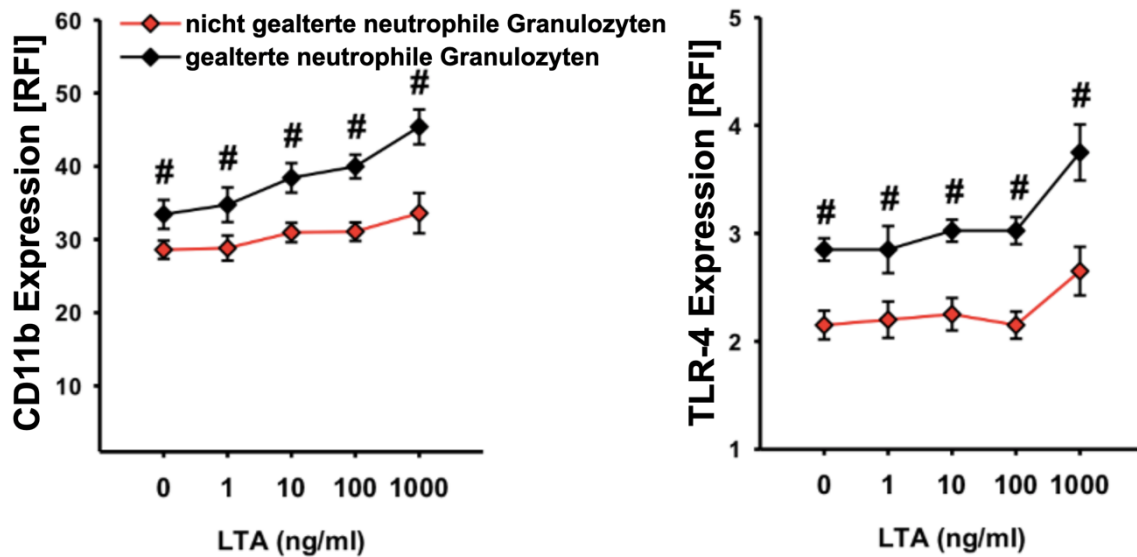 CD11b Expression [RFI]
60
50
40
30
20
10
nicht gealterte neutrophile Granulozyten
gealterte neutrophile Granulozyten
# # # # #
0 1 10 100 1000
LTA (ng/ml)
TLR-4 Expression [RFI]
5
4
3
2
1
# # # # #
0 1 10 100 1000
LTA (ng/ml)